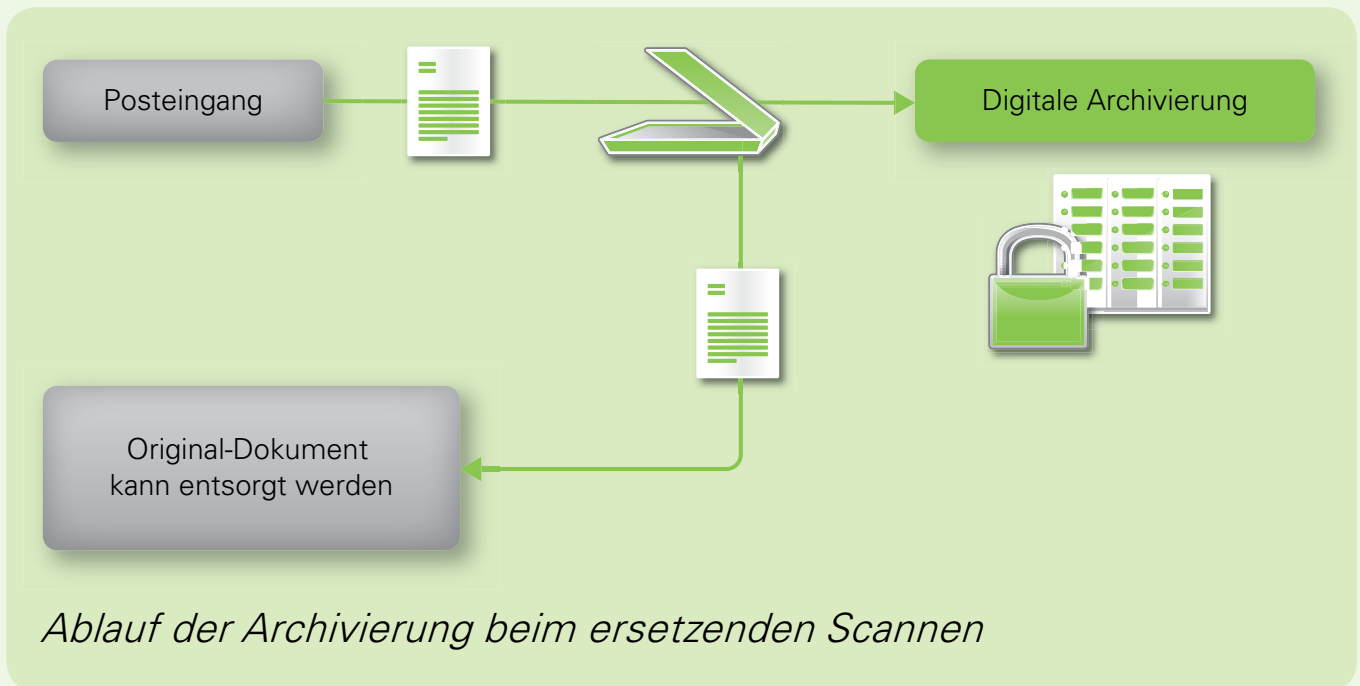 Posteingang
Digitale Archivierung
Original-Dokument
kann entsorgt werden
Ablauf der Archivierung beim ersetzenden Scannen